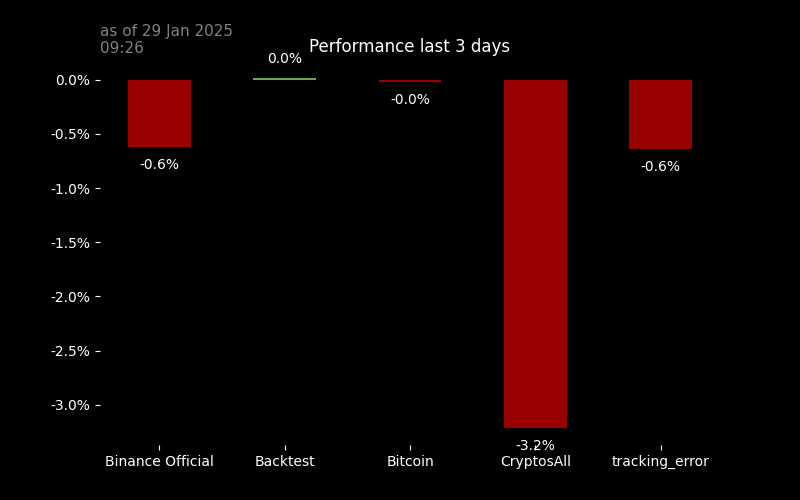 as of 29 Jan 2025
09:26
Performance last 3 days
0.0%
-0.5%
-1.0%
-1.5%
-2.0%
-2.5%
-3.0%
-0.6%
0.0%
-0.0%
-3.2%
-0.6%
Binance Official
Backtest
Bitcoin
CryptosAll
tracking_error